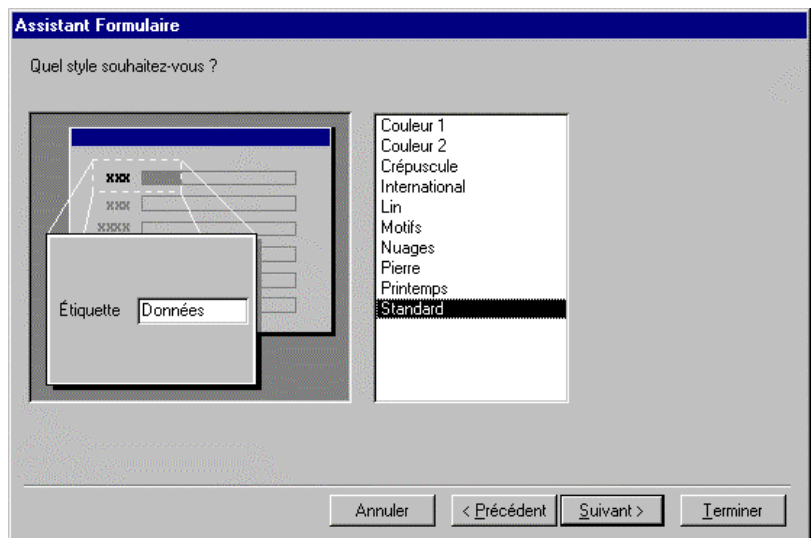 Assistant Formulaire
Quel style souhaitez-vous ?
xxx
xxx
xxxx
Étiquette
Données
Couleur 1
Couleur 2
Crépuscule
International
Lin
Motifs
Nuages
Pierre
Printemps
Standard
Annuler
< Précédent
Suivant >
Terminer